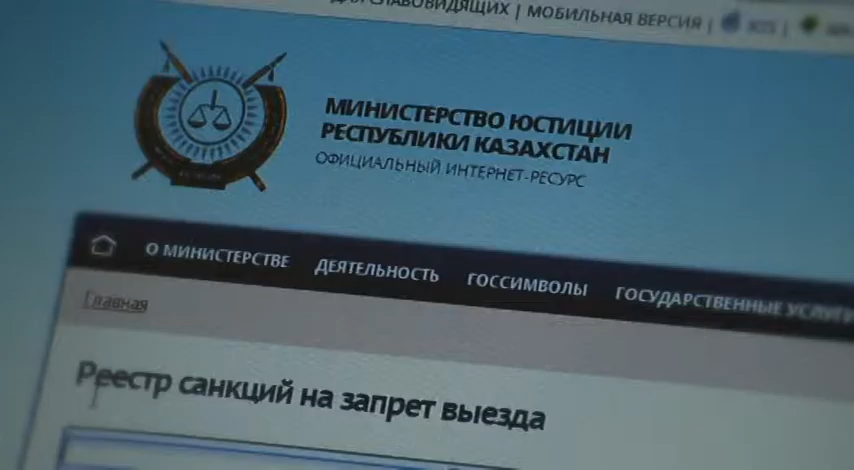 ДЛЯ СЛАБОВИДЯЩИХ | МОБИЛЬНАЯ ВЕРСИЯ |
МИНИСТЕРСТВО ЮСТИЦИИ
РЕСПУБЛИКИ КАЗАХСТАН
ОФИЦИАЛЬНЫЙ ИНТЕРНЕТ-РЕСУРС
О МИНИСТЕРСТВЕ ДЕЯТЕЛЬНОСТЬ ГОССИМВОЛЫ ГОСУДАРСТВЕННЫЕ УСЛУГИ
Главная
Реестр санкций на запрет выезда